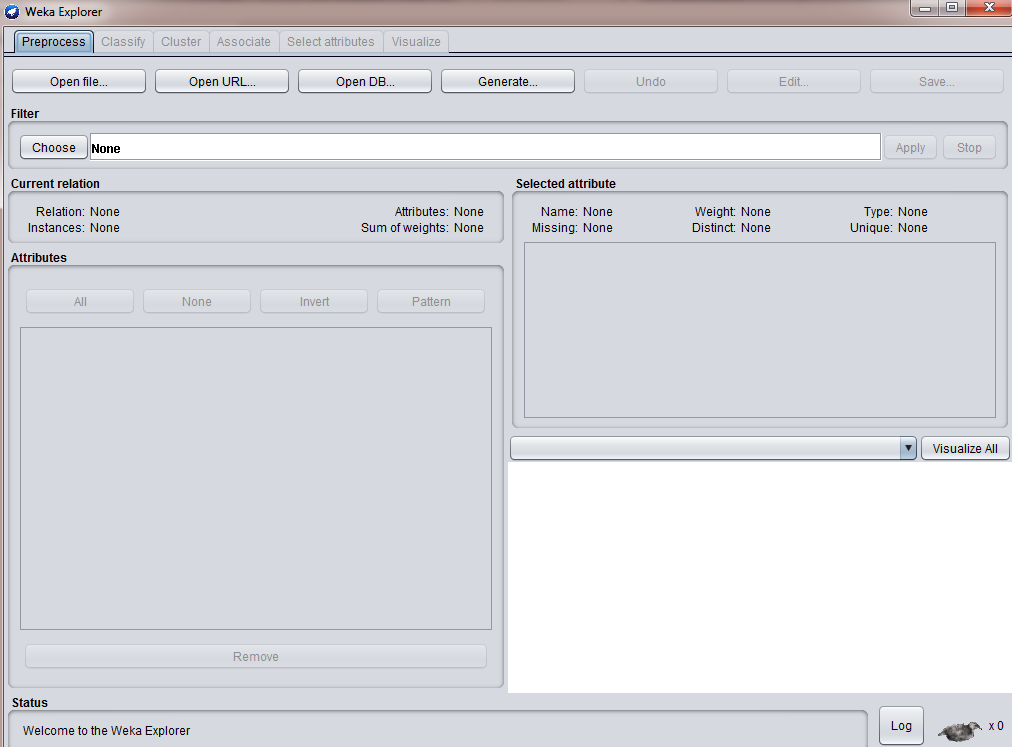 Weka Explorer
Preprocess Classify Cluster Associate Select attributes Visualize
Open file... Open URL... Open DB... Generate... Undo Edit... Save...
Filter
Choose None Apply Stop
Current relation
Relation: None Attributes: None
Instances: None Sum of weights: None
Selected attribute
Name: None Weight: None Type: None
Missing: None Distinct: None Unique: None
Attributes
All None Invert Pattern
Visualize All
Remove
Status
Welcome to the Weka Explorer
Log x 0